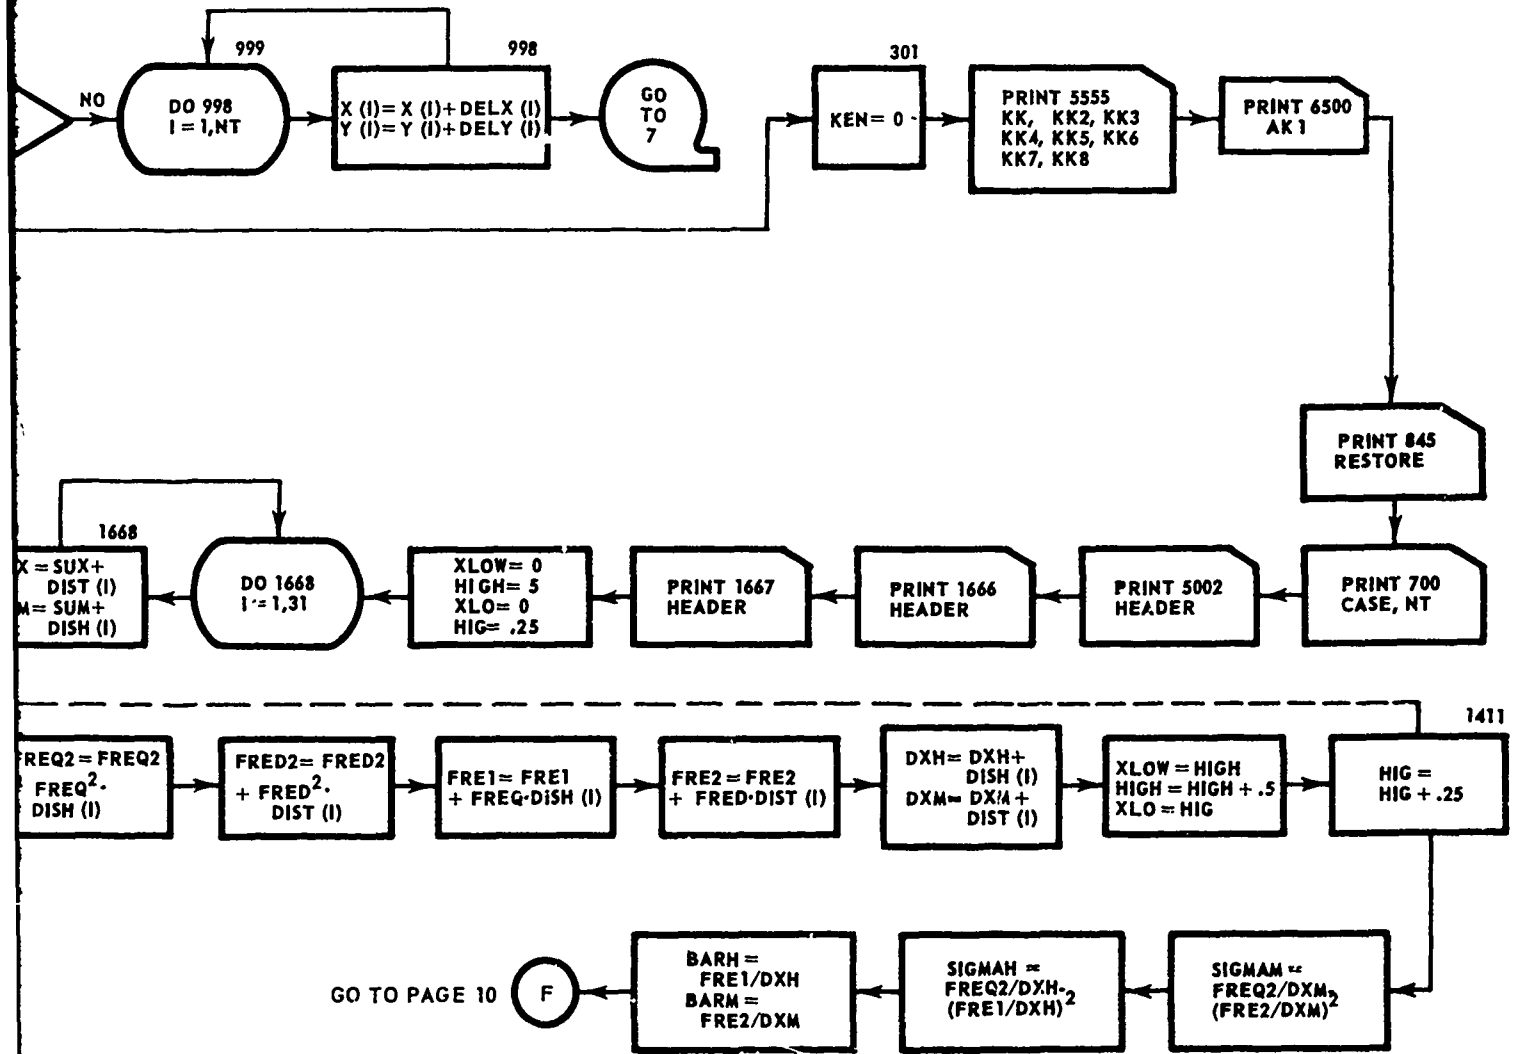 NO
999
DO 998
I = 1,NT
998
X (I)= X (I)+ DELX (I)
Y (I)= Y (I)+ DELY (I)
GO
TO
7
301
KEN= 0
PRINT 5555
KK, KK2, KK3
KK4, KK5, KK6
KK7, KK8
PRINT 6500
AK1
PRINT 845
RESTORE
1668
X = SUX+
DIST (I)
M= SUM+
DISH (I)
DO 1668
I = 1,31
XLOW= 0
HIGH= 5
XLO= 0
HIG= .25
PRINT 1667
HEADER
PRINT 1666
HEADER
PRINT 5002
HEADER
PRINT 700
CASE, NT
FREQ2 = FREQ2
FREQ²·
DISH (I)
FRED2= FRED2
+ FRED²·
DIST (I)
FRE1= FRE1
+ FREQ·DISH (I)
FRE2 = FRE2
+ FRED·DIST (I)
DXH= DXH+
DISH (I)
DXM= DXM+
DIST (I)
XLOW = HIGH
HIGH = HIGH + .5
XLO = HIG
1411
HIG =
HIG + .25
GO TO PAGE 10
F
BARH =
FRE1/DXH
BARM =
FRE2/DXM
SIGMAH =
FREQ2/DXH-
(FRE1/DXH)²
SIGMAM =
FREQ2/DXM-
(FRE2/DXM)²